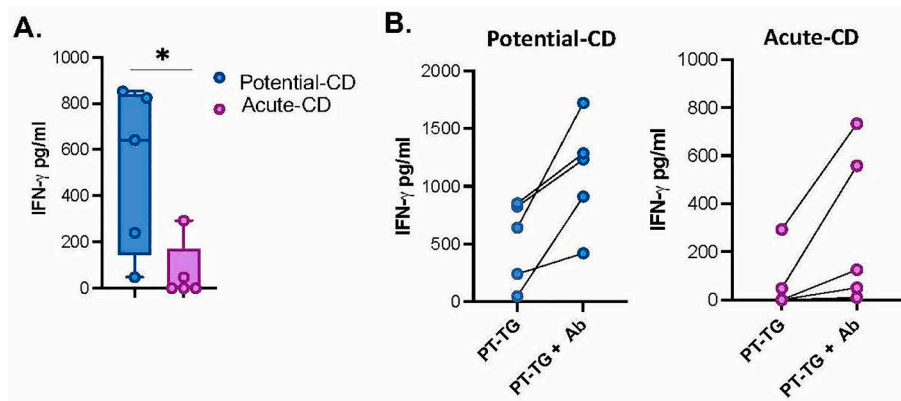 A.
*
1000
800
600
400
200
0
IFN-γ pg/ml
Potential-CD
Acute-CD
B.
Potential-CD
2000
1500
1000
500
0
IFN-γ pg/ml
PT-TG
PT-TG + Ab
Acute-CD
1000
800
600
400
200
0
IFN-γ pg/ml
PT-TG
PT-TG + Ab